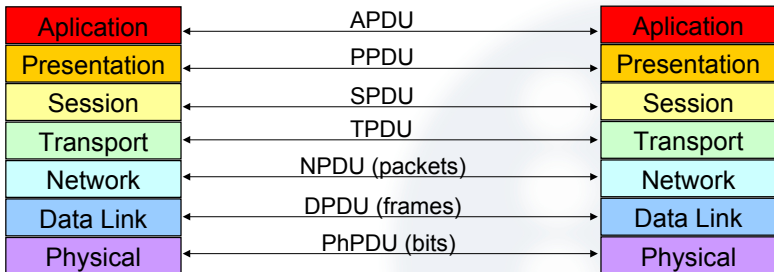 Aplication APDU Aplication
Presentation PPDU Presentation
Session SPDU Session
Transport TPDU Transport
Network NPDU (packets) Network
Data Link DPDU (frames) Data Link
Physical PhPDU (bits) Physical